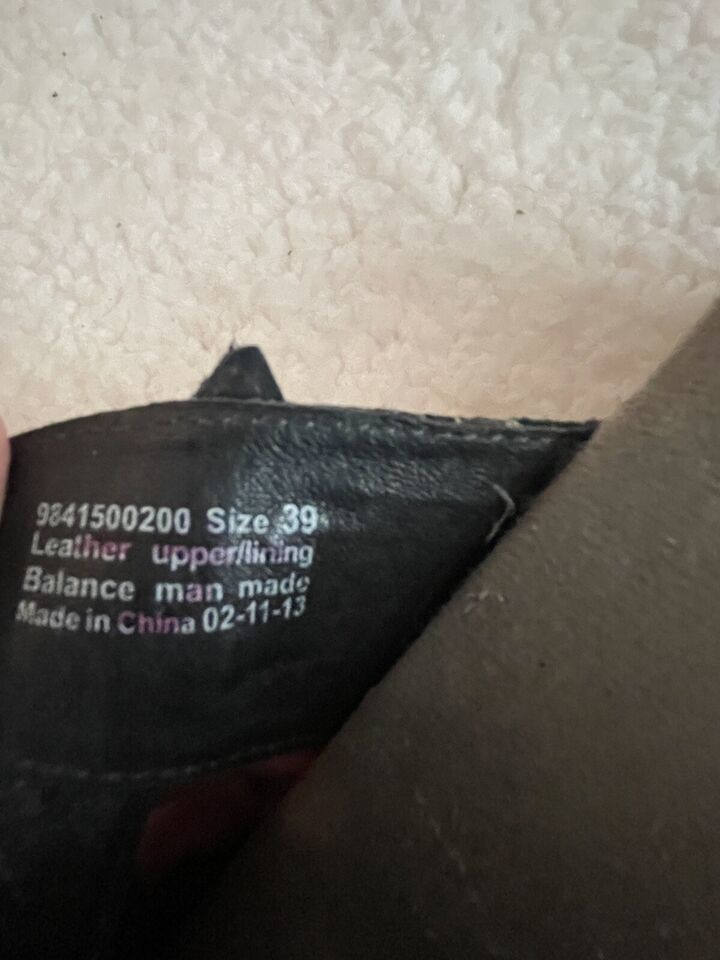 9841500200 Size 39
Leather upper/lining
Balance man made
Made in China 02-11-13